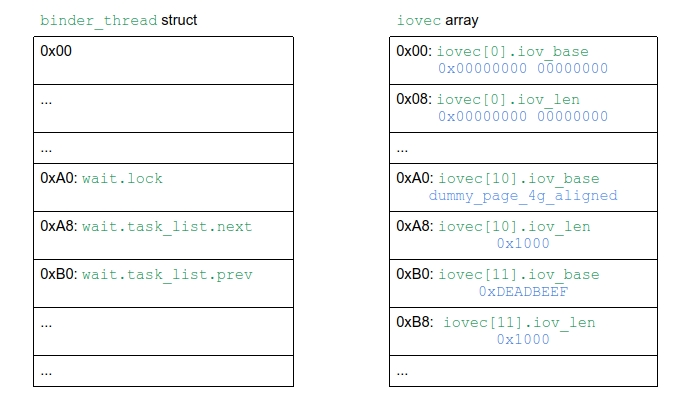 binder_thread struct
0x00
...
...
0xA0: wait.lock
0xA8: wait.task_list.next
0xB0: wait.task_list.prev
...
...
iovec array
0x00: iovec[0].iov_base
0x00000000 00000000
0x08: iovec[0].iov_len
0x00000000 00000000
...
0xA0: iovec[10].iov_base
dummy_page_4g_aligned
0xA8: iovec[10].iov_len
0x1000
0xB0: iovec[11].iov_base
0xDEADBEEF
0xB8: iovec[11].iov_len
0x1000
...